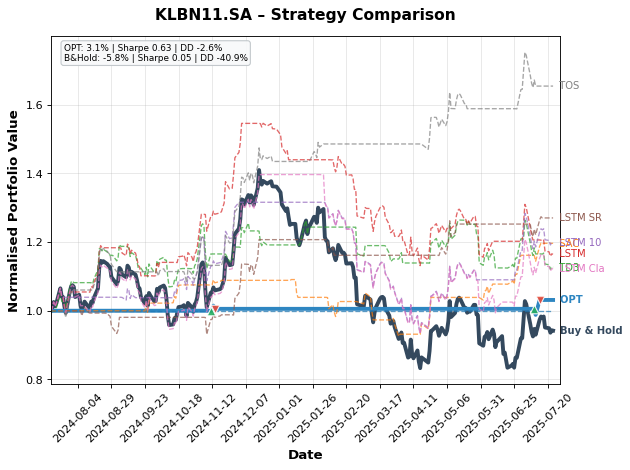 KLBN11.SA – Strategy Comparison
OPT: 3.1% | Sharpe 0.63 | DD -2.6%
B&Hold: -5.8% | Sharpe 0.05 | DD -40.9%
Normalised Portfolio Value
1.6
1.4
1.2
1.0
0.8
TOS
LSTM SR
LSTM 10
LSTM
LSTM Cla
OPT
Buy & Hold
2024-08-04
2024-08-29
2024-09-23
2024-10-18
2024-11-12
2024-12-07
2025-01-01
2025-01-26
2025-02-20
2025-03-17
2025-04-11
2025-05-06
2025-05-31
2025-06-25
2025-07-20
Date